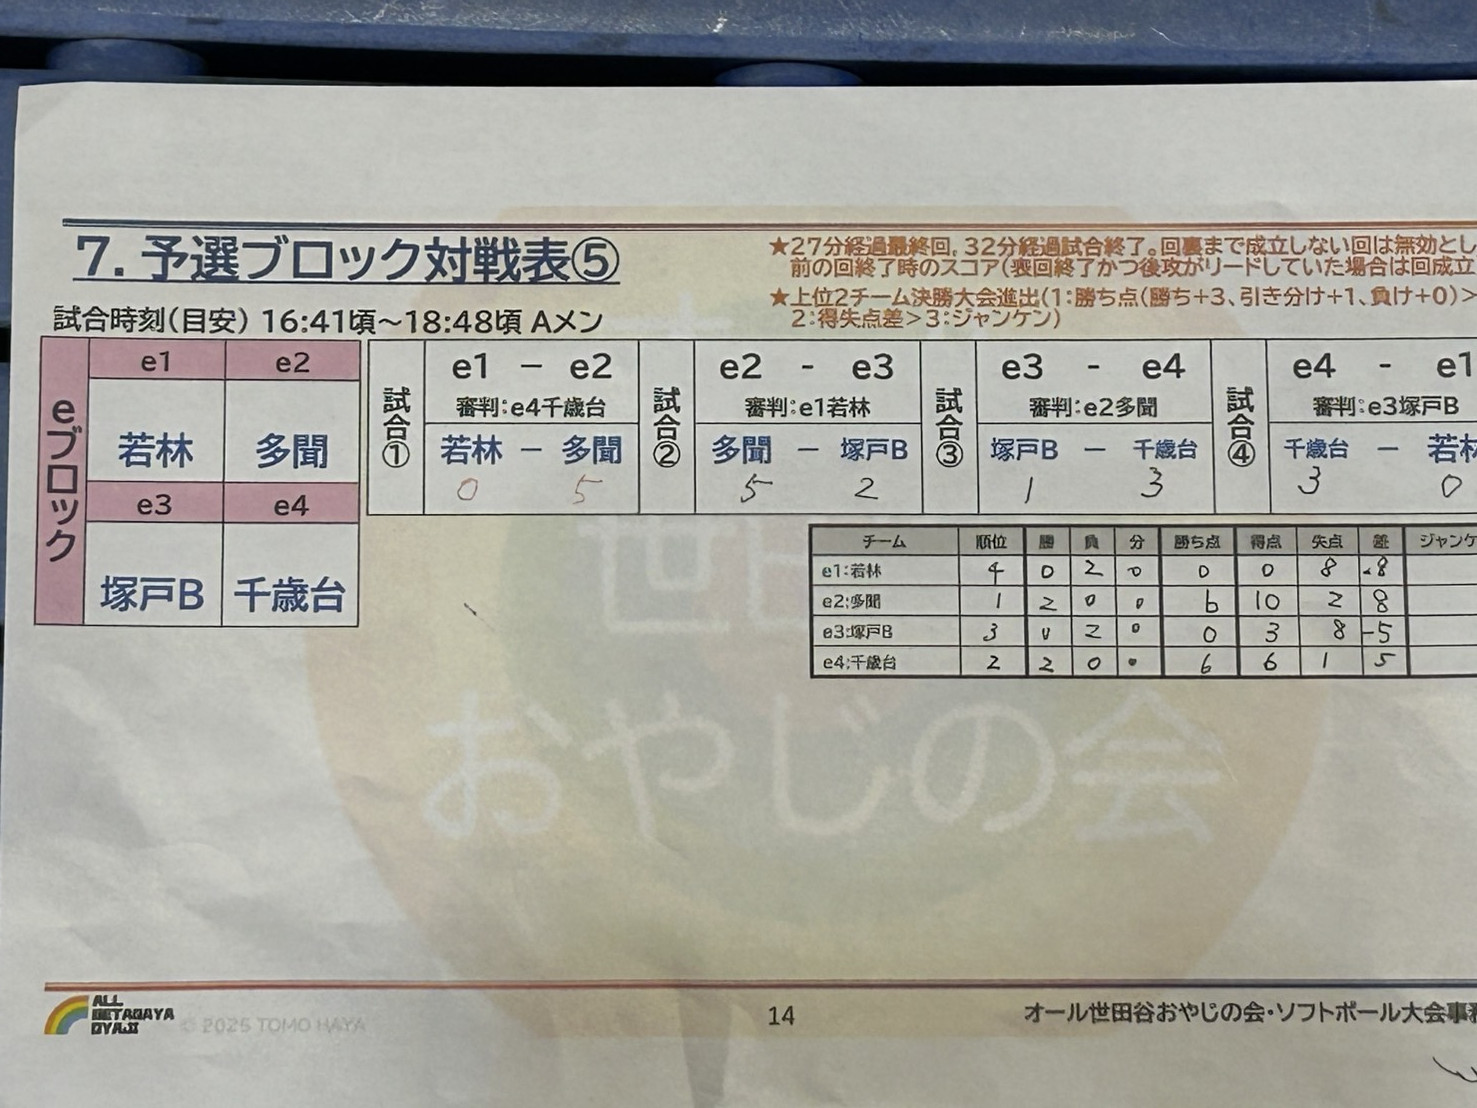 7. 予選ブロック対戦表⑤
★27分経過最終回, 32分経過試合終了。回裏まで成立しない回は無効とし
前の回終了時のスコア(表回終了かつ後攻がリードしていた場合は回成立
★上位2チーム決勝大会進出(1:勝ち点(勝ち+3、引き分け+1、負け+0)>
2:得失点差>3:ジャンケン)
試合時刻(目安) 16:41頃～18:48頃 Aメン
eブロック
e1 e2
若林 多聞
e3 e4
塚戸B 千歳台
試合①
e1 － e2
審判:e4千歳台
若林 － 多聞
0 5
試合②
e2 - e3
審判:e1若林
多聞 － 塚戸B
5 2
試合③
e3 - e4
審判:e2多聞
塚戸B － 千歳台
1 3
試合④
e4 - e1
審判:e3塚戸B
千歳台 － 若林
3 0
チーム 順位 勝 負 分 勝ち点 得点 失点 差 ジャンケ
e1:若林 4 0 2 0 0 0 8 -8
e2:多聞 1 2 0 0 6 10 2 8
e3:塚戸B 3 0 2 0 0 3 8 -5
e4:千歳台 2 2 0 0 6 6 1 5
世田
おやじの会
ALL
SETAGAYA
OYAJI
© 2025 TOMO HAYA
14
オール世田谷おやじの会・ソフトボール大会事務